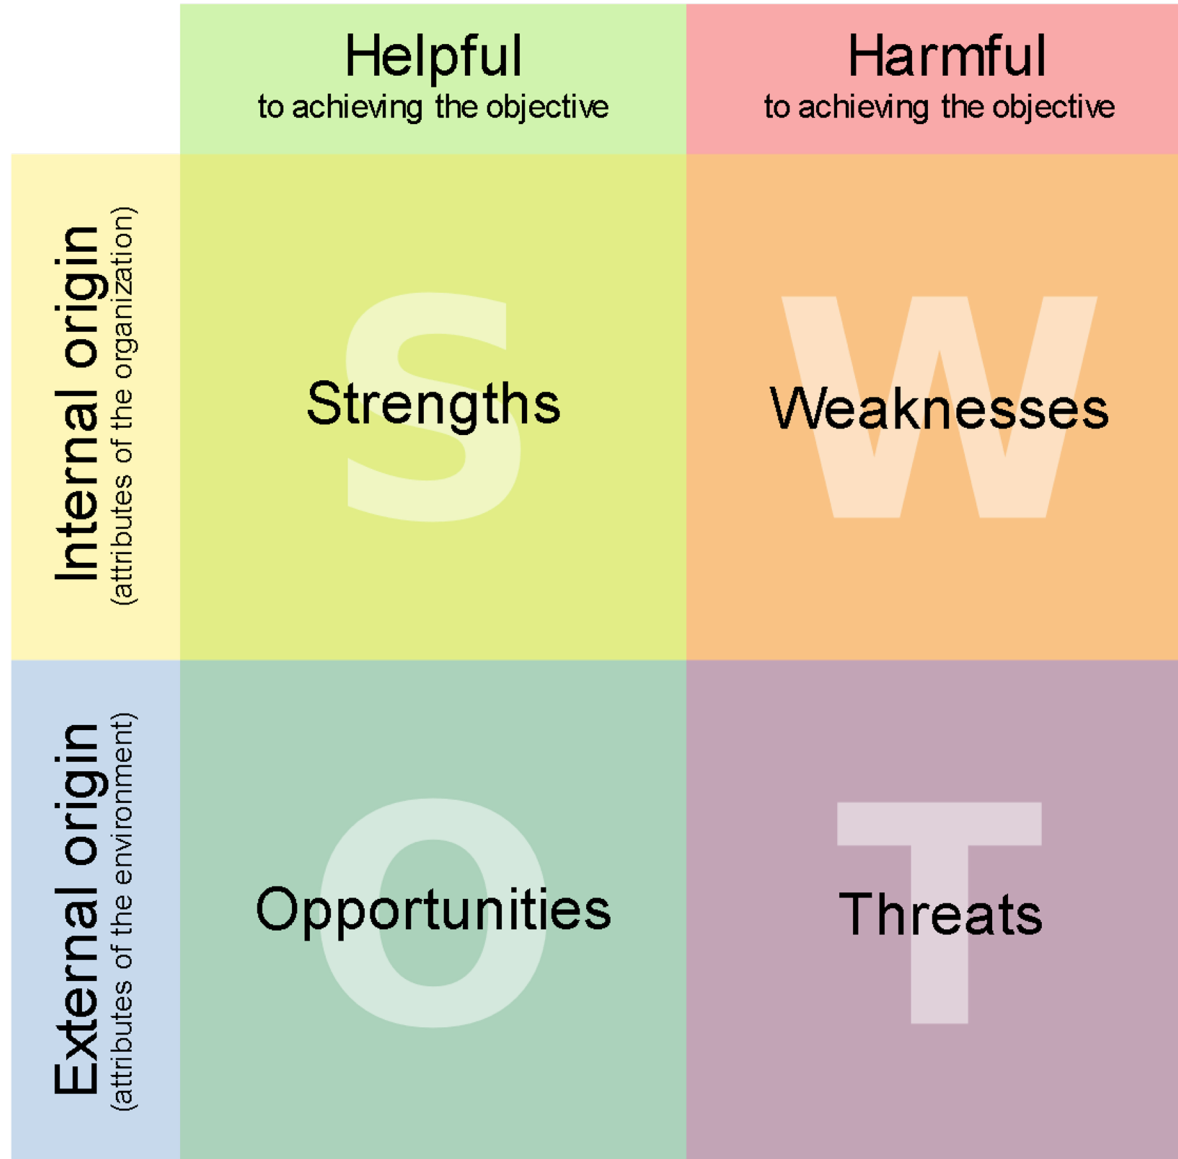 Helpful
to achieving the objective
Harmful
to achieving the objective
Internal origin
(attributes of the organization)
S
Strengths
W
Weaknesses
External origin
(attributes of the environment)
O
Opportunities
T
Threats